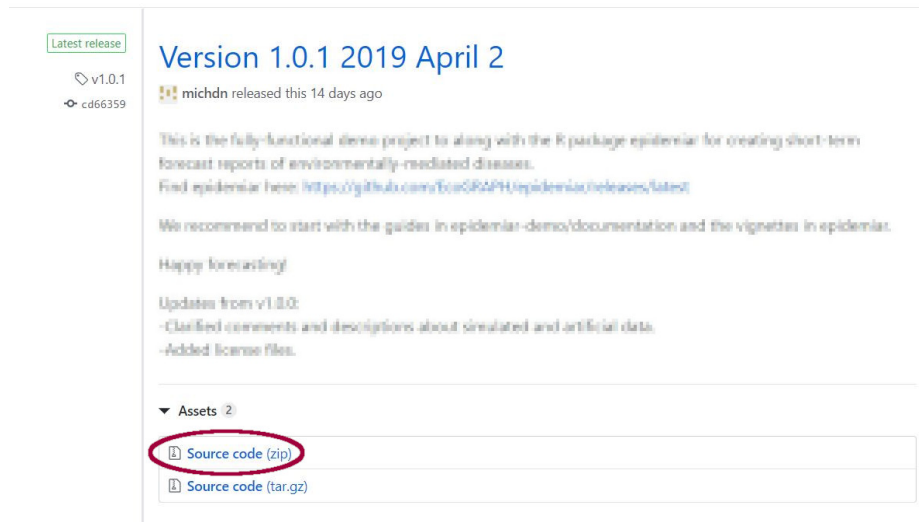 Latest release
v1.0.1
cd66359
Version 1.0.1 2019 April 2
michdn released this 14 days ago
This is the fully-functional demo project to along with the R package epidemiar for creating short-term
forecast reports of environmentally-mediated diseases.
Find epidemiar here: https://github.com/EcoGRAPH/epidemiar/releases/latest
We recommend to start with the guides in epidemiar-demo/documentation and the vignettes in epidemiar.
Happy forecasting!
Updates from v1.0.0:
-Clarified comments and descriptions about simulated and artificial data.
-Added license files.
Assets 2
Source code (zip)
Source code (tar.gz)